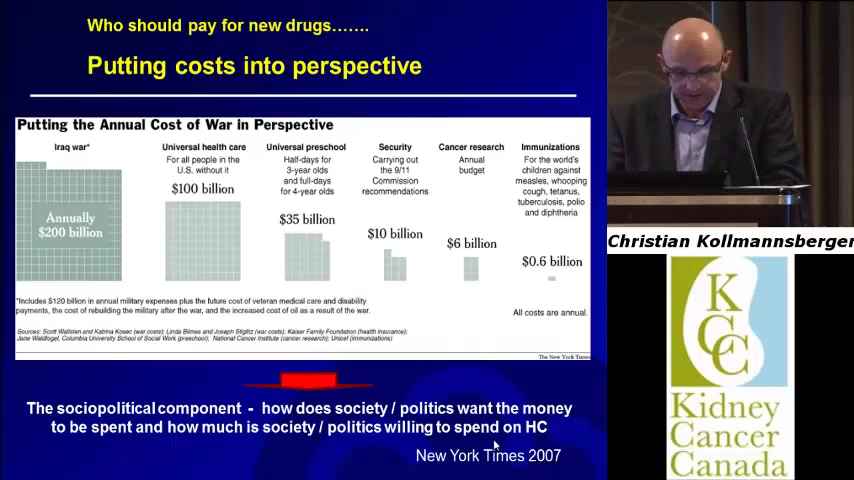 Who should pay for new drugs…….
Putting costs into perspective
Putting the Annual Cost of War in Perspective
Iraq war*
Annually
$200 billion
Universal health care
For all people in the
U.S. without it
$100 billion
Universal preschool
Half-days for
3-year olds
and full-days
for 4-year olds
$35 billion
Security
Carrying out
the 9/11
Commission
recommendations
$10 billion
Cancer research
Annual
budget
$6 billion
Immunizations
For the world's
children against
measles, whooping
cough, tetanus,
tuberculosis, polio
and diphtheria
$0.6 billion
*Includes $120 billion in annual military expenses plus the future cost of veteran medical care and disability
payments, the cost of rebuilding the military after the war, and the increased cost of oil as a result of the war.
All costs are annual.
Sources: Scott Wallsten and Katrina Kosec (war costs); Linda Bilmes and Joseph Stiglitz (war costs); Kaiser Family Foundation (health insurance);
Jane Waldfogel, Columbia University School of Social Work (preschool); National Cancer Institute (cancer research); Unicef (immunizations)
The New York Times
The sociopolitical component - how does society / politics want the money
to be spent and how much is society / politics willing to spend on HC
New York Times 2007
Christian Kollmannsberger
KCC
Kidney
Cancer
Canada